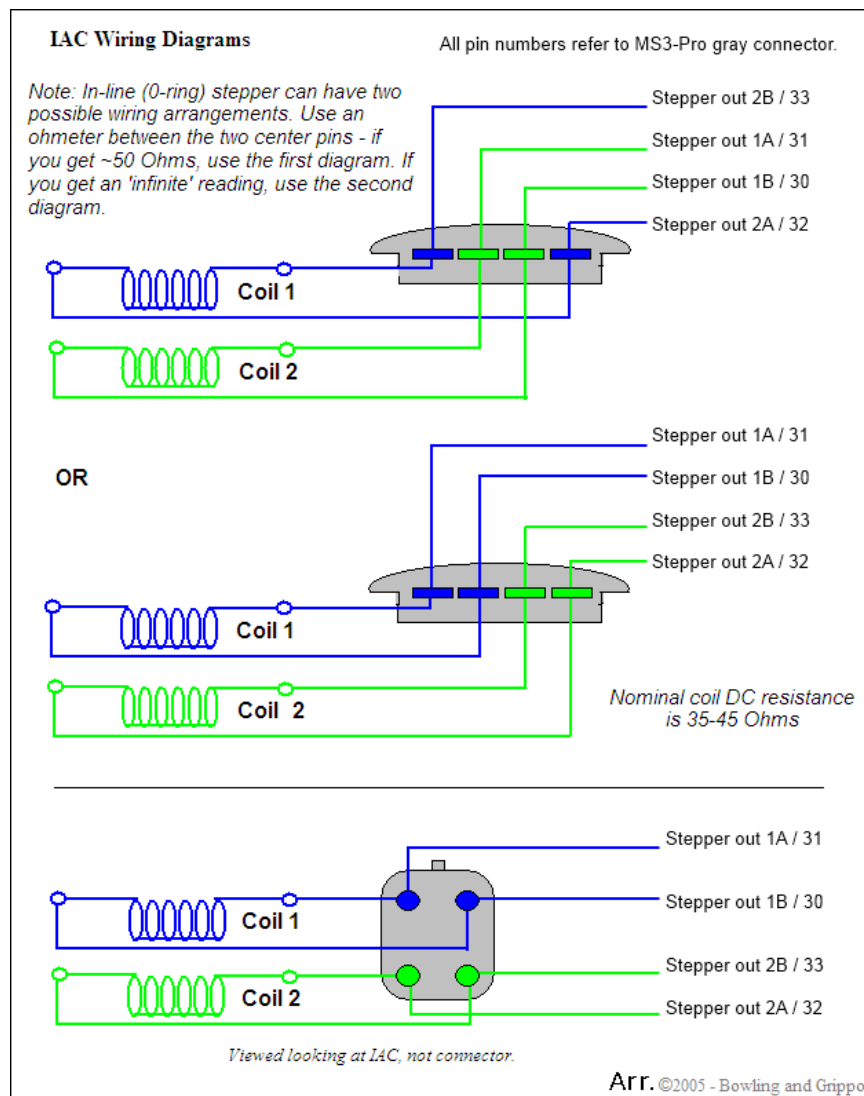 IAC Wiring Diagrams
All pin numbers refer to MS3-Pro gray connector.
Note: In-line (0-ring) stepper can have two
possible wiring arrangements. Use an
ohmeter between the two center pins - if
you get ~50 Ohms, use the first diagram. If
you get an 'infinite' reading, use the second
diagram.
Stepper out 2B / 33
Stepper out 1A / 31
Stepper out 1B / 30
Stepper out 2A / 32
Coil 1
Coil 2
OR
Stepper out 1A / 31
Stepper out 1B / 30
Stepper out 2B / 33
Stepper out 2A / 32
Coil 1
Coil 2
Nominal coil DC resistance
is 35-45 Ohms
Stepper out 1A / 31
Stepper out 1B / 30
Stepper out 2B / 33
Stepper out 2A / 32
Coil 1
Coil 2
Viewed looking at IAC, not connector.
Arr. ©2005 - Bowling and Grippo